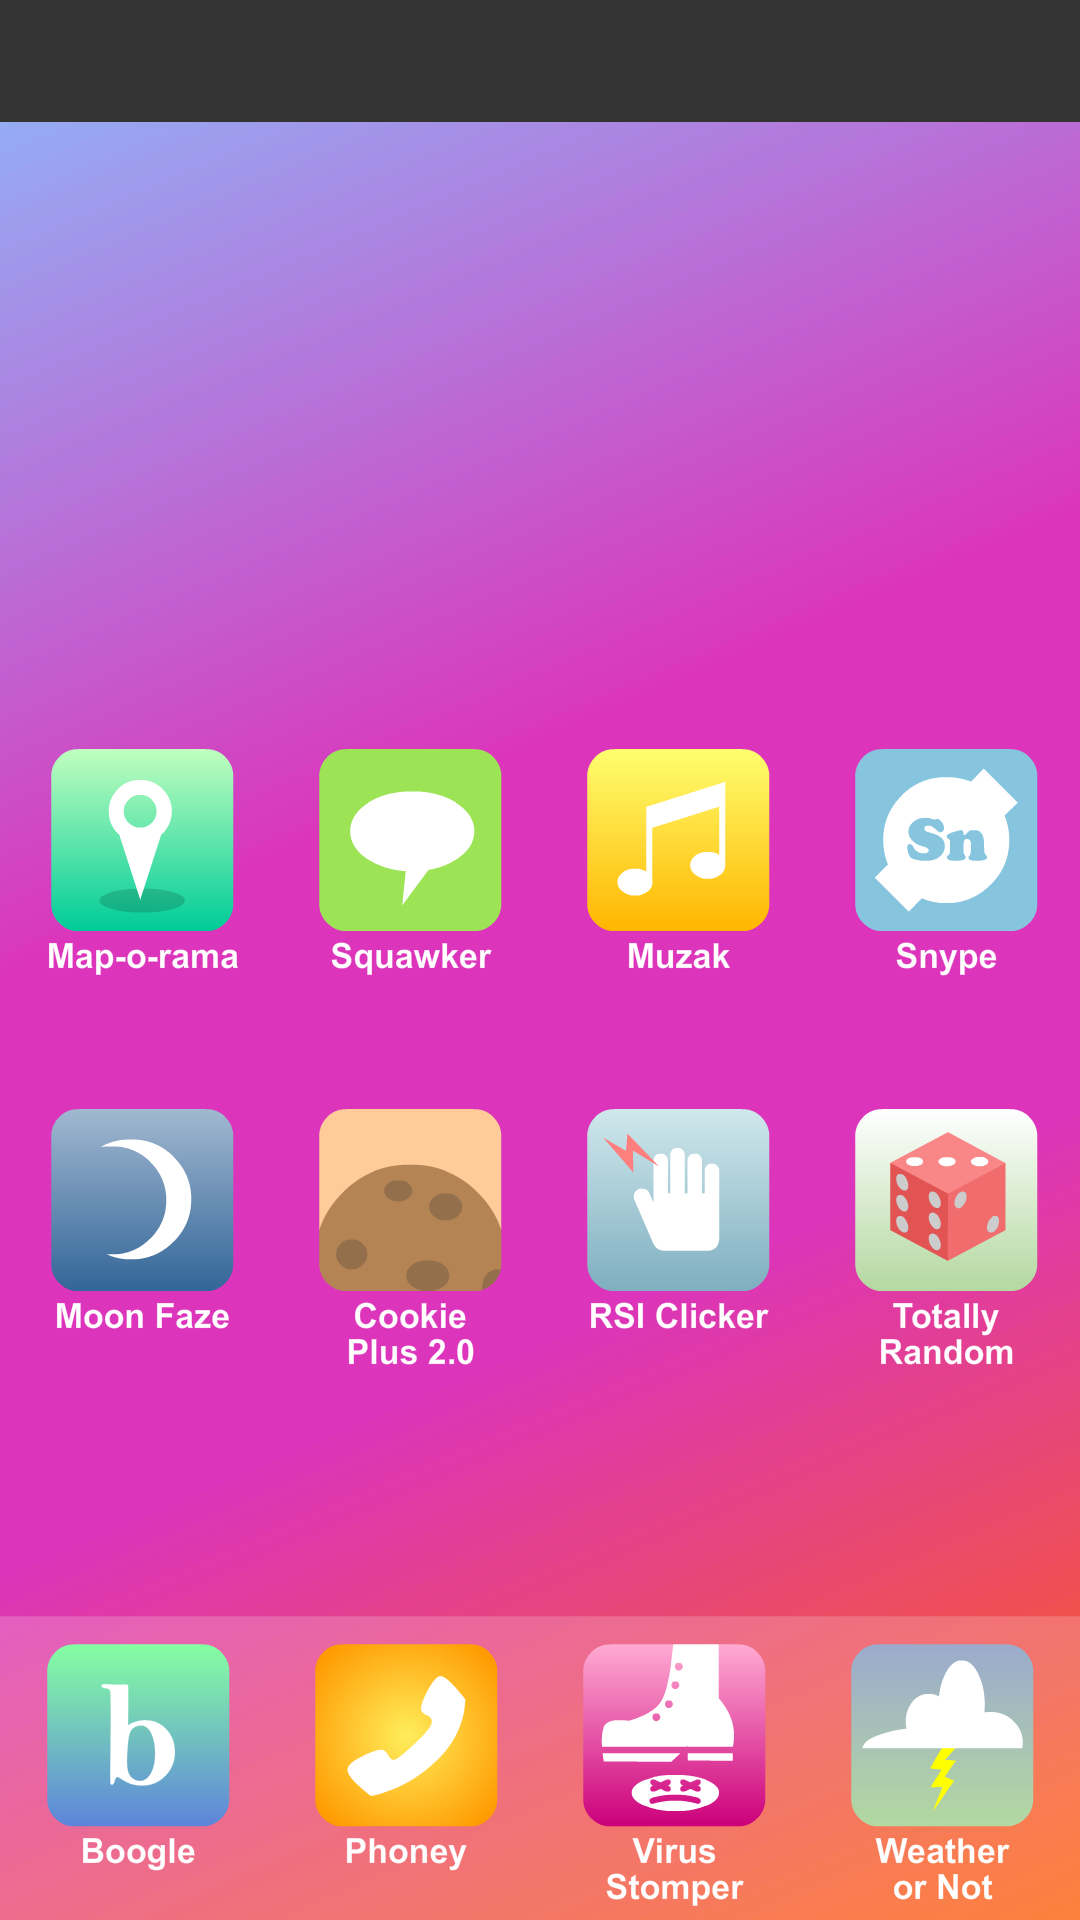 Sn
Map-o-rama
Squawker
Muzak
Snype
Moon Faze
Cookie
Plus 2.0
RSI Clicker
Totally
Random
b
Boogle
Phoney
Virus
Stomper
Weather
or Not